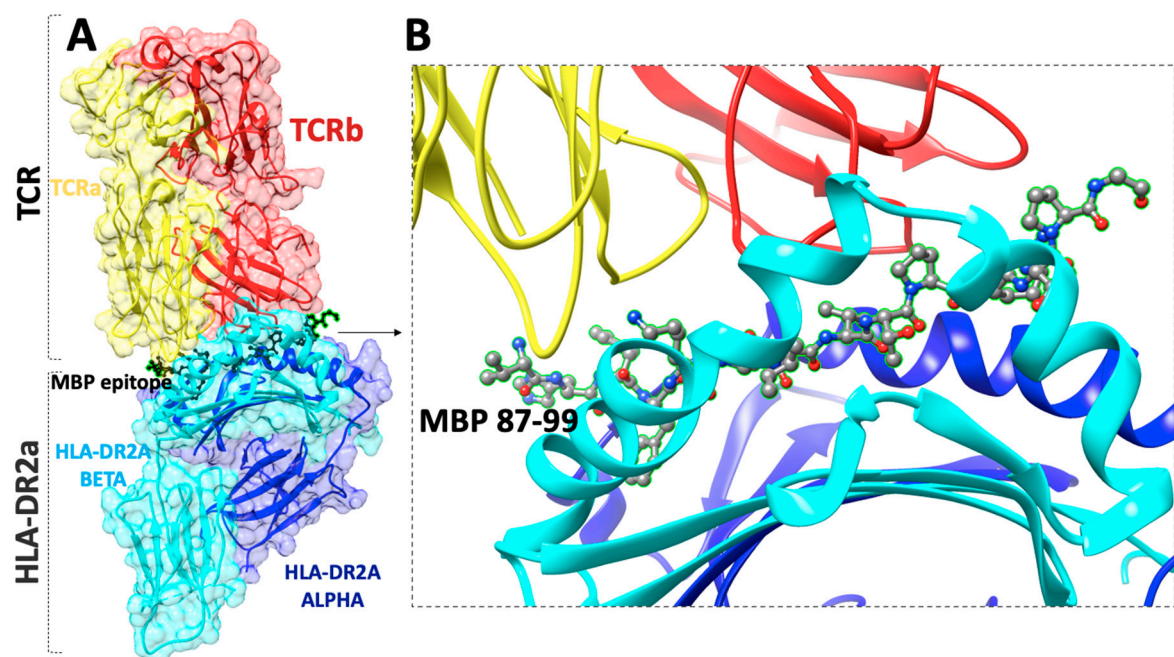 A
B
TCR
TCRb
TCRa
MBP epitope
MBP 87-99
HLA-DR2a
HLA-DR2A
BETA
HLA-DR2A
ALPHA